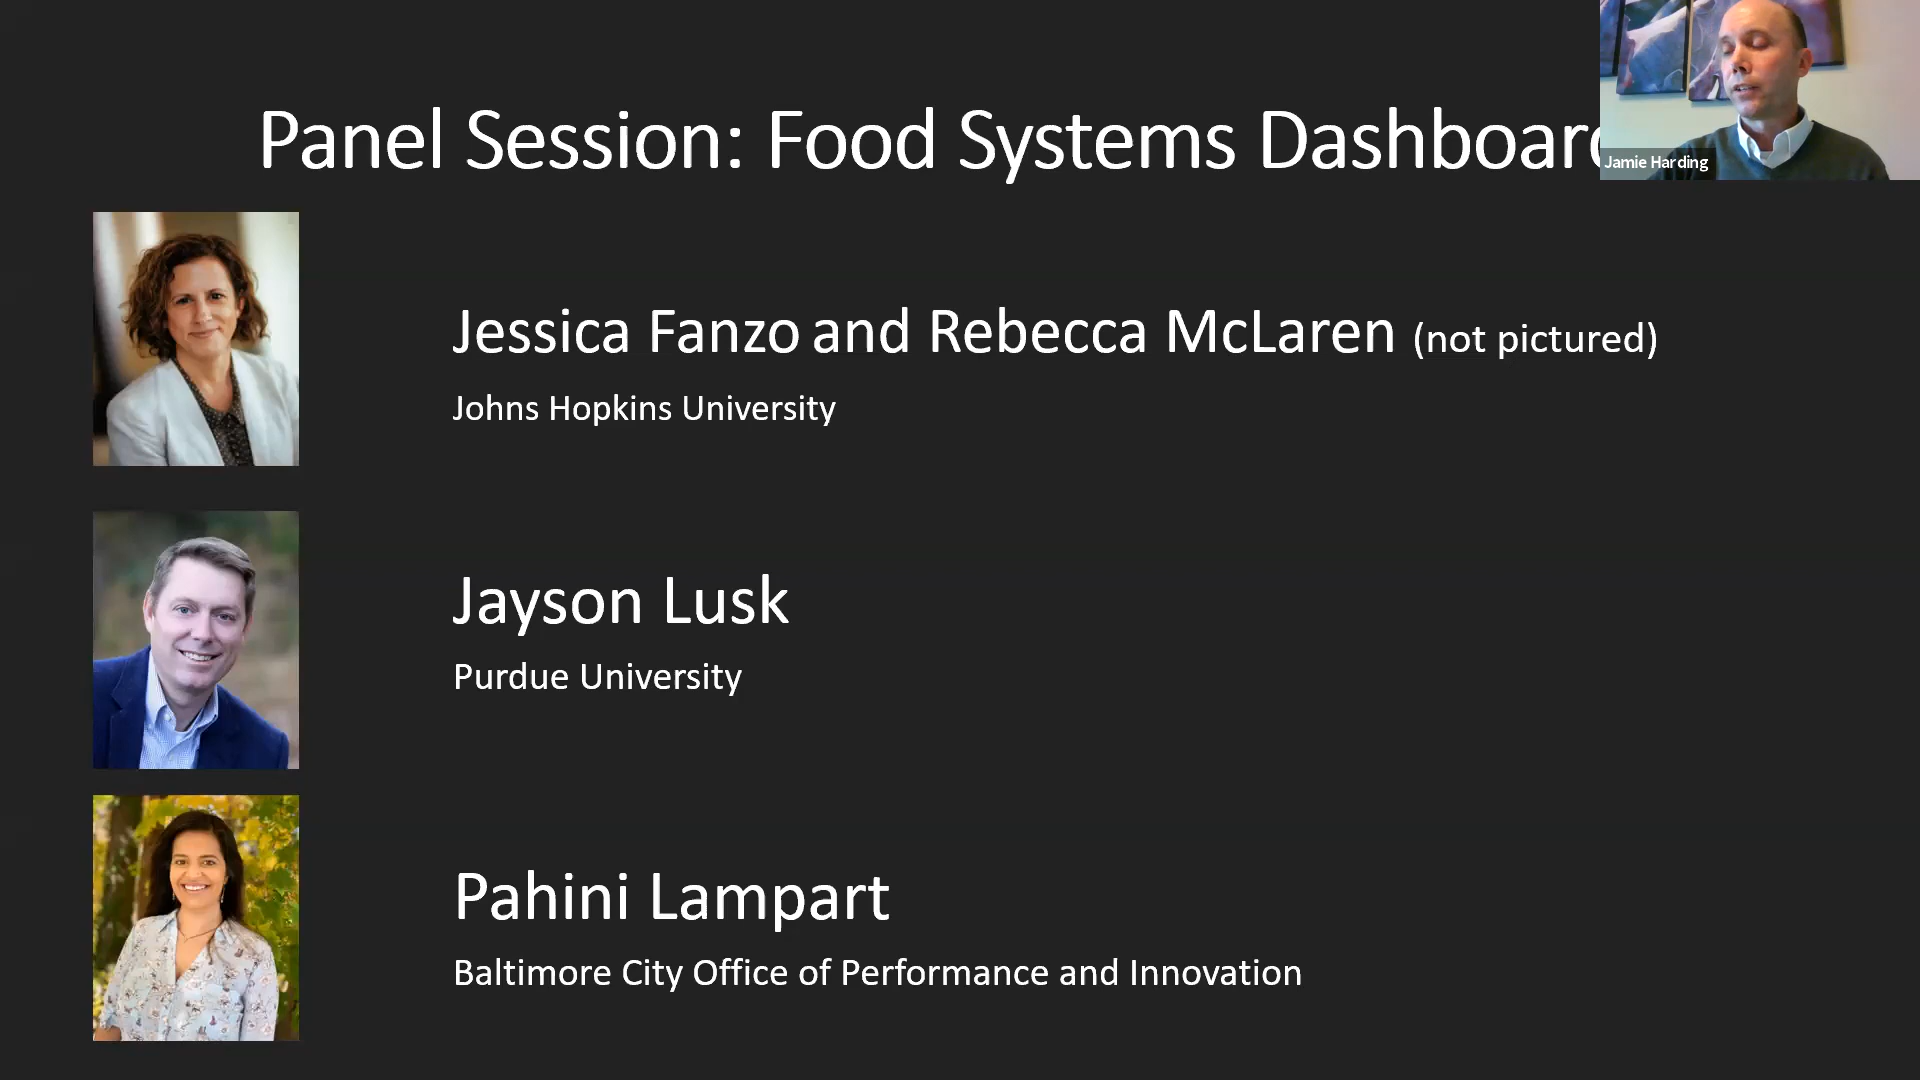 Panel Session: Food Systems Dashboar
Jamie Harding
Jessica Fanzo and Rebecca McLaren (not pictured)
Johns Hopkins University
Jayson Lusk
Purdue University
Pahini Lampart
Baltimore City Office of Performance and Innovation